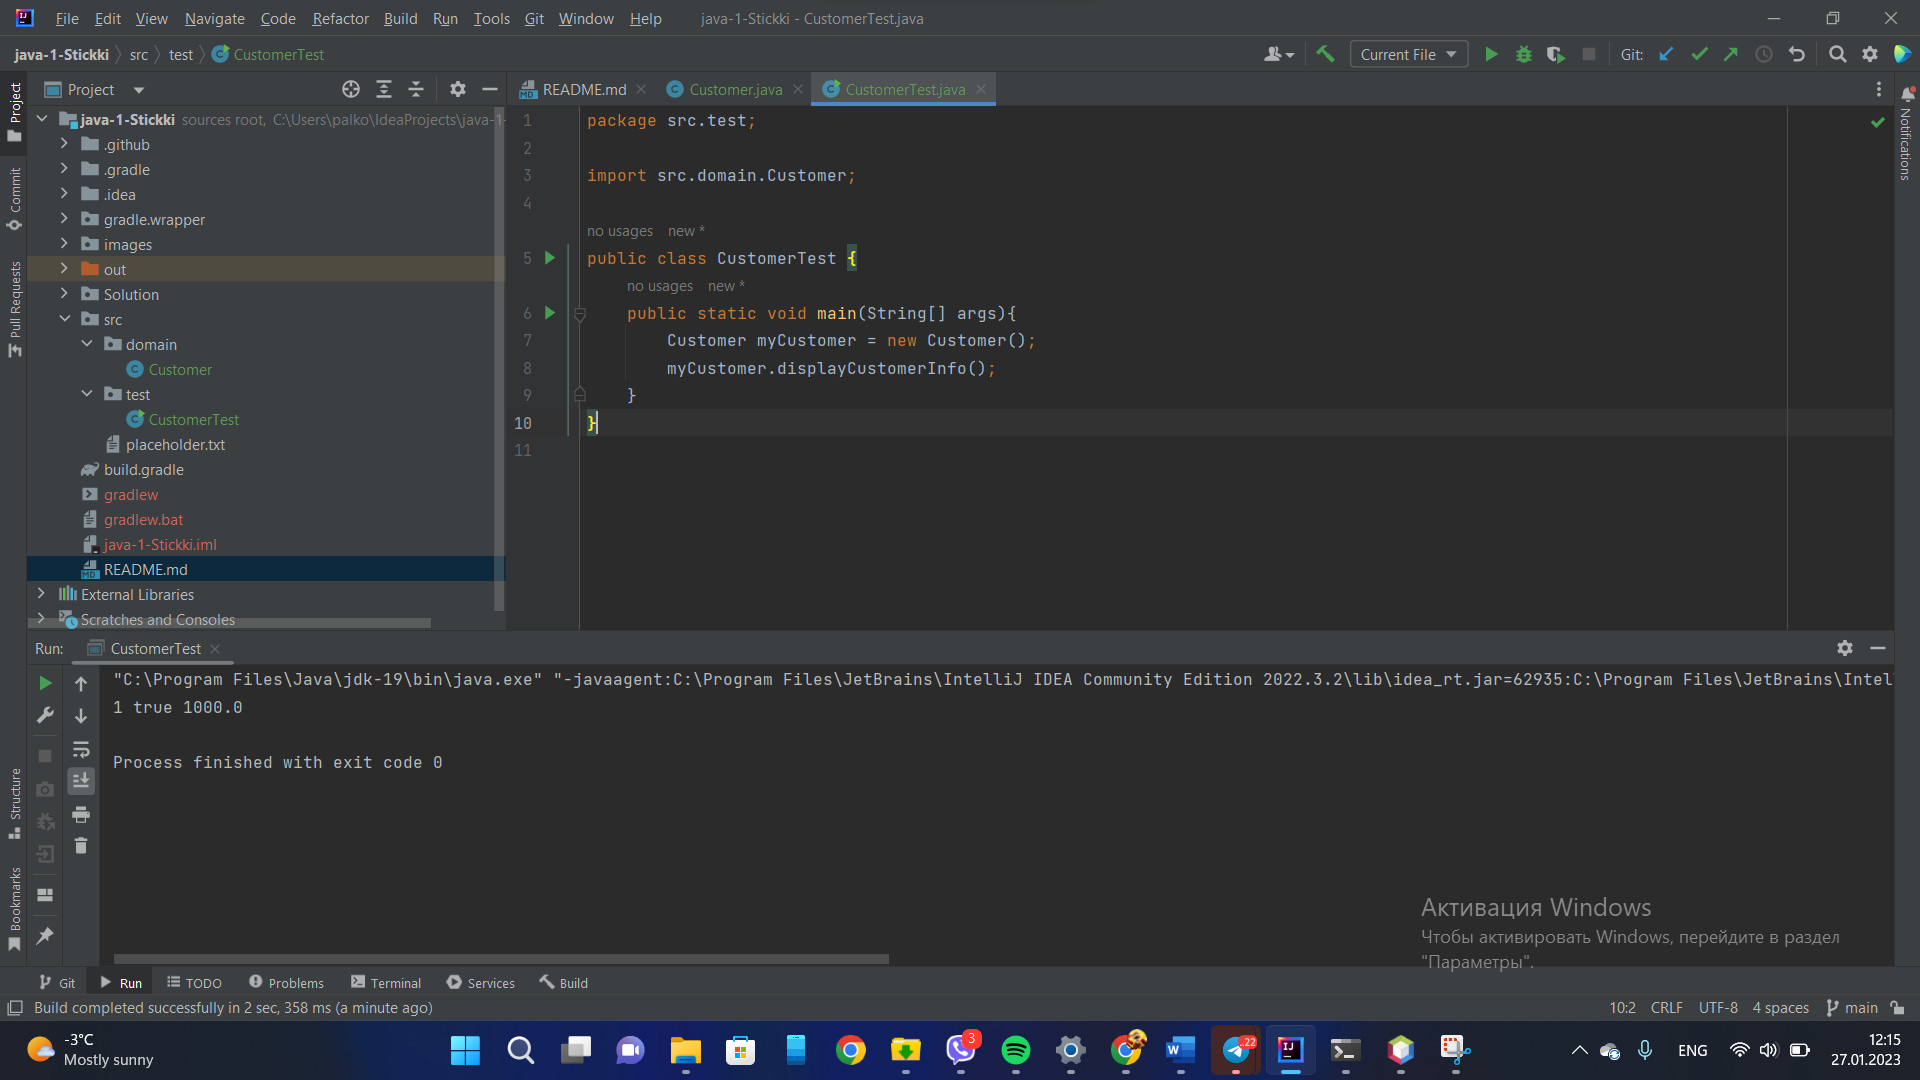 File Edit View Navigate Code Refactor Build Run Tools Git Window Help java-1-Stickki - CustomerTest.java
java-1-Stickki src test CustomerTest
Current File Git:
Project
README.md Customer.java CustomerTest.java
java-1-Stickki sources root, C:\Users\palko\IdeaProjects\java-1-
.github
.gradle
.idea
gradle.wrapper
images
out
Solution
src
domain
Customer
test
CustomerTest
placeholder.txt
build.gradle
gradlew
gradlew.bat
java-1-Stickki.iml
README.md
External Libraries
Scratches and Consoles
Project
Commit
Pull Requests
Structure
Bookmarks
Notifications
1 package src.test;
2
3 import src.domain.Customer;
4
no usages new *
5 public class CustomerTest {
no usages new *
6 public static void main(String[] args){
7 Customer myCustomer = new Customer();
8 myCustomer.displayCustomerInfo();
9 }
10 }
11
Run: CustomerTest
"C:\Program Files\Java\jdk-19\bin\java.exe" "-javaagent:C:\Program Files\JetBrains\IntelliJ IDEA Community Edition 2022.3.2\lib\idea_rt.jar=62935:C:\Program Files\JetBrains\Intel
1 true 1000.0
Process finished with exit code 0
Активация Windows
Чтобы активировать Windows, перейдите в раздел
"Параметры".
Git Run TODO Problems Terminal Services Build
Build completed successfully in 2 sec, 358 ms (a minute ago)
10:2 CRLF UTF-8 4 spaces main
-3°C
Mostly sunny
3
22
ENG
12:15
27.01.2023